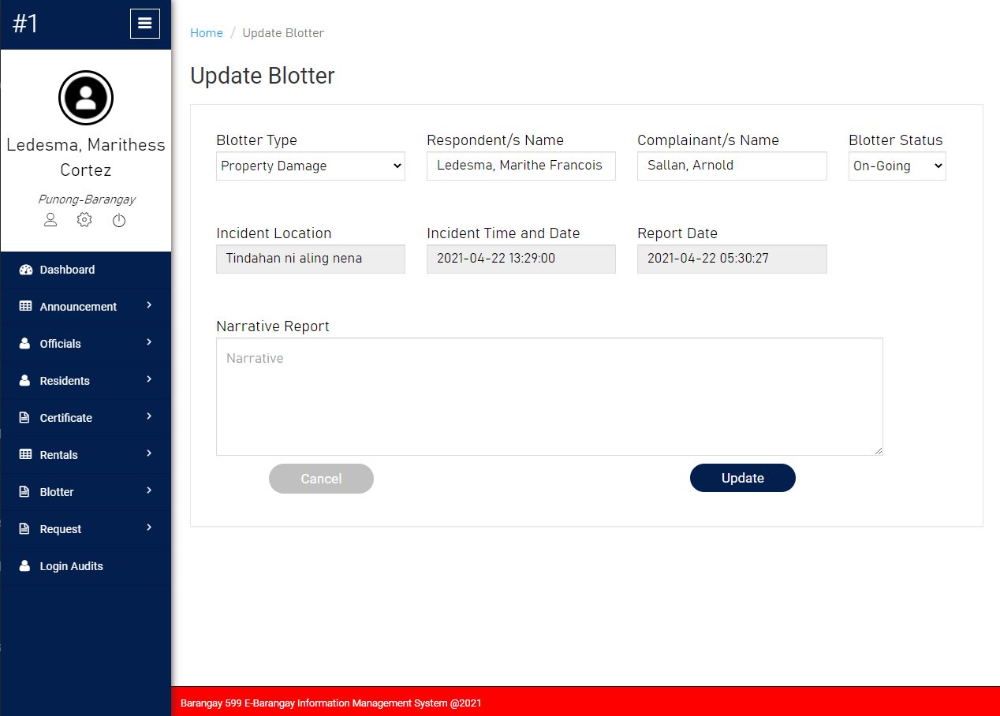 #1
Ledesma, Marithess
Cortez
Punong-Barangay
Dashboard
Announcement
Officials
Residents
Certificate
Rentals
Blotter
Request
Login Audits
Home / Update Blotter
Update Blotter
Blotter Type Respondent/s Name Complainant/s Name Blotter Status
Property Damage Ledesma, Marithe Francois Sallan, Arnold On-Going
Incident Location Incident Time and Date Report Date
Tindahan ni aling nena 2021-04-22 13:29:00 2021-04-22 05:30:27
Narrative Report
Narrative
Cancel Update
Barangay 599 E-Barangay Information Management System @2021